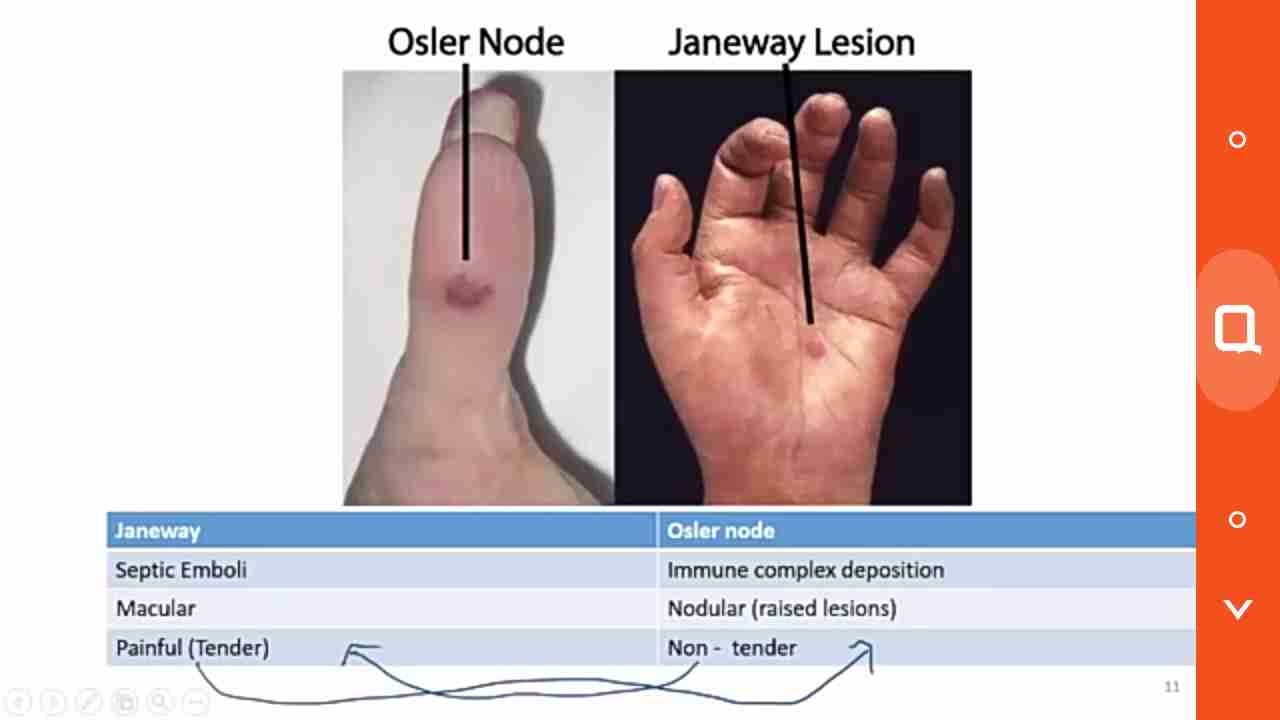 Osler Node Janeway Lesion
Janeway Osler node
Septic Emboli Immune complex deposition
Macular Nodular (raised lesions)
Painful (Tender) Non - tender
11